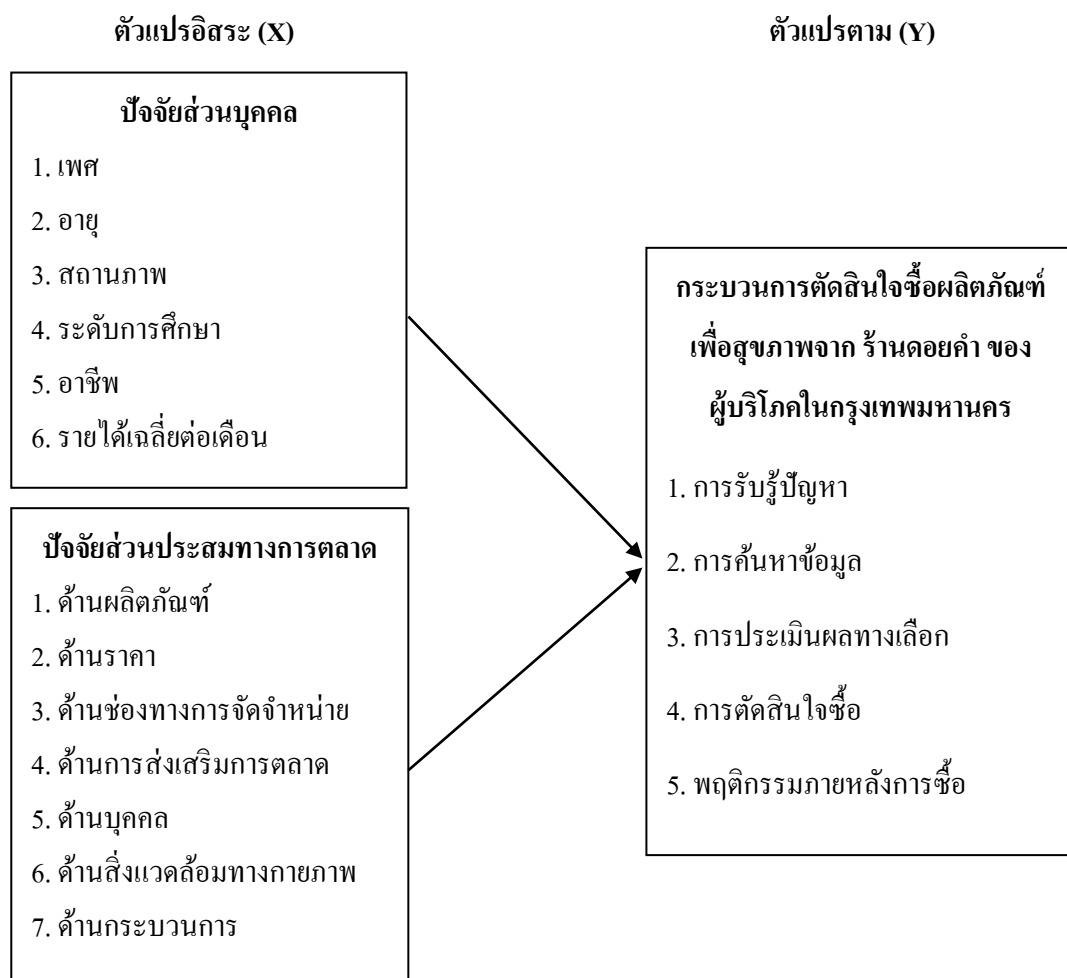 ตัวแปรอิสระ (X)
ตัวแปรตาม (Y)
ปัจจัยส่วนบุคคล
1. เพศ
2. อายุ
3. สถานภาพ
4. ระดับการศึกษา
5. อาชีพ
6. รายได้เฉลี่ยต่อเดือน
ปัจจัยส่วนประสมทางการตลาด
1. ด้านผลิตภัณฑ์
2. ด้านราคา
3. ด้านช่องทางการจัดจำหน่าย
4. ด้านการส่งเสริมการตลาด
5. ด้านบุคคล
6. ด้านสิ่งแวดล้อมทางกายภาพ
7. ด้านกระบวนการ
กระบวนการตัดสินใจซื้อผลิตภัณฑ์
เพื่อสุขภาพจาก ร้านดอยคำ ของ
ผู้บริโภคในกรุงเทพมหานคร
1. การรับรู้ปัญหา
2. การค้นหาข้อมูล
3. การประเมินผลทางเลือก
4. การตัดสินใจซื้อ
5. พฤติกรรมภายหลังการซื้อ